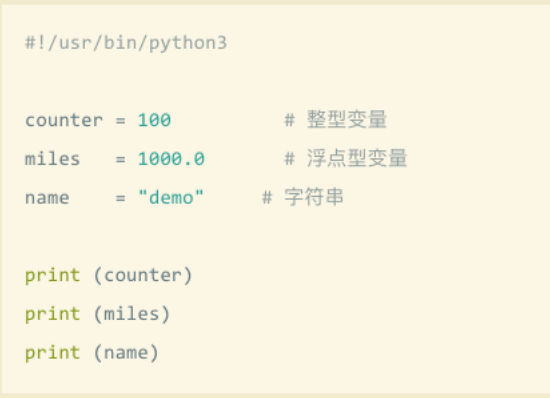 #!/usr/bin/python3
counter = 100          # 整型变量
miles   = 1000.0       # 浮点型变量
name    = "demo"     # 字符串
print (counter)
print (miles)
print (name)